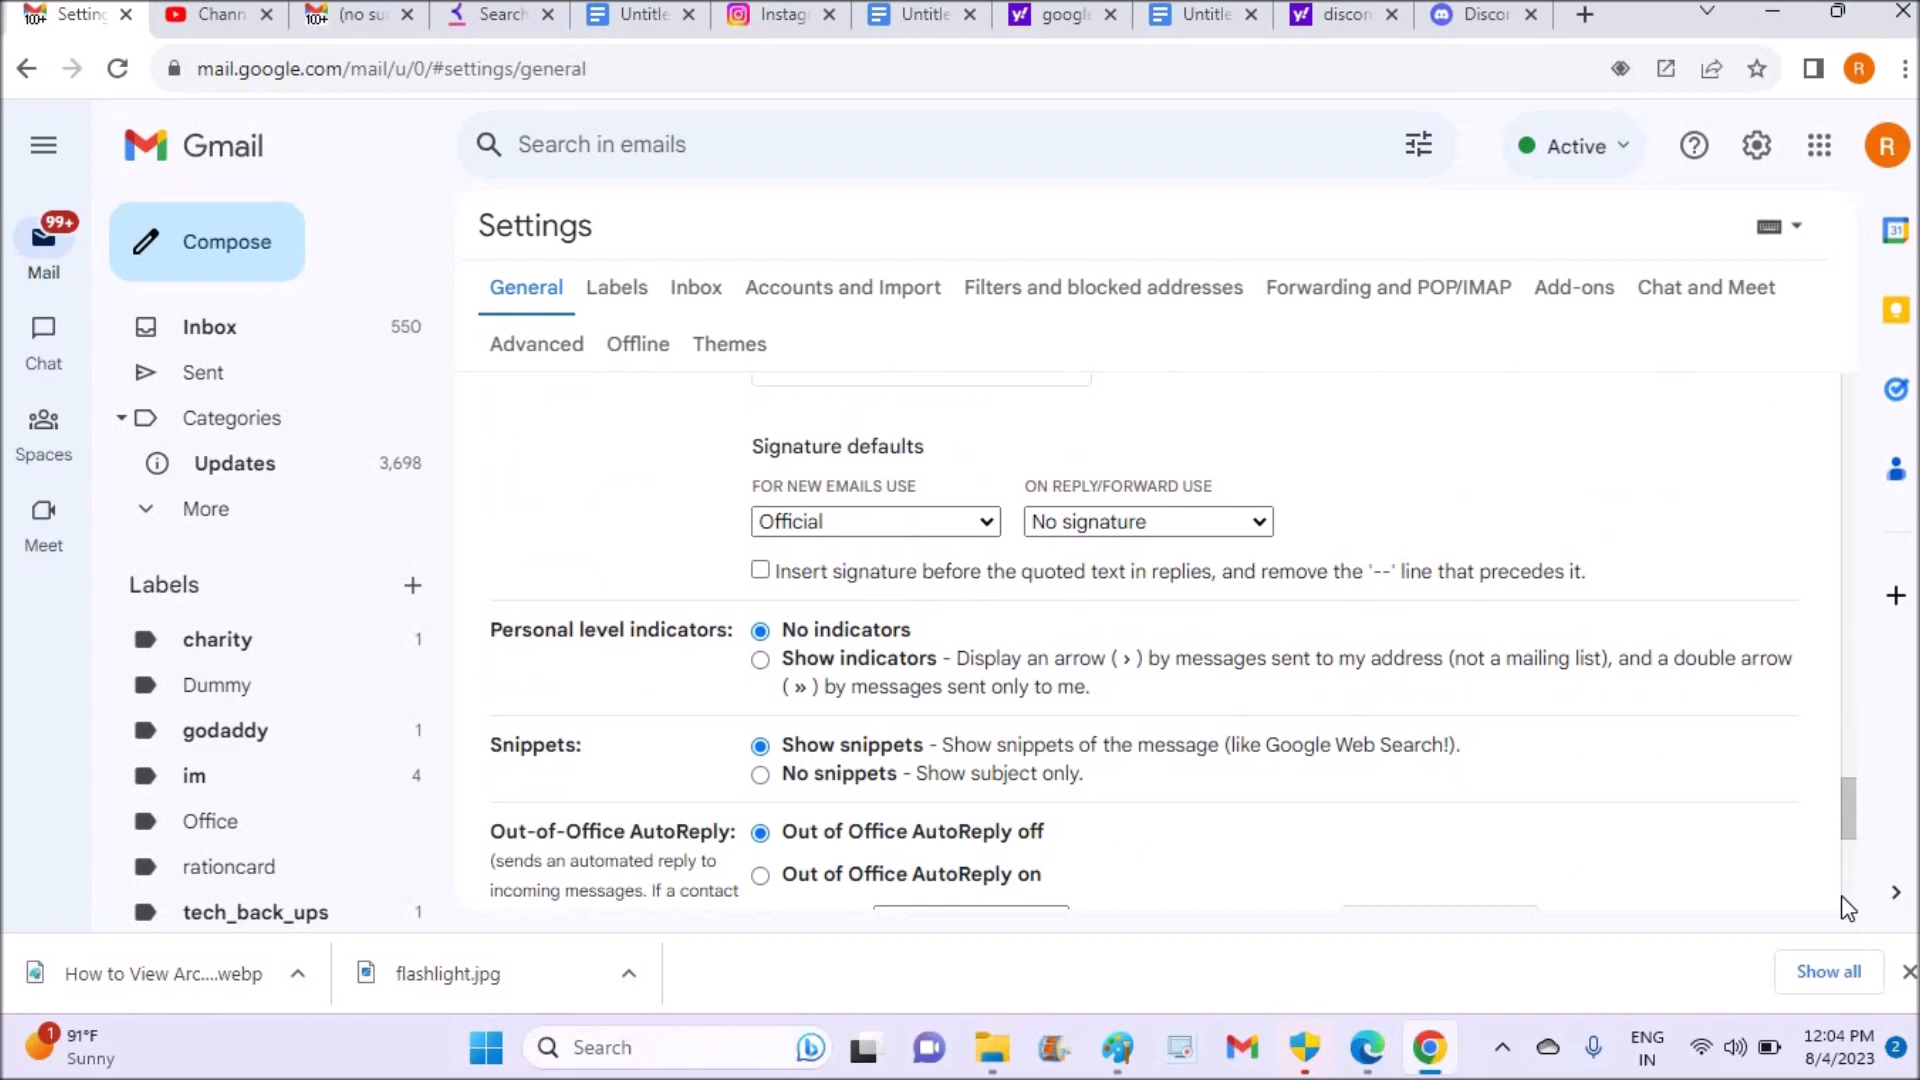 Setting
Chann
(no su
Search
Untitle
Instag
Untitle
google
Untitle
discon
Discor
mail.google.com/mail/u/0/#settings/general
R
Gmail
Search in emails
Active
R
99+
Mail
Compose
Settings
31
General Labels Inbox Accounts and Import Filters and blocked addresses Forwarding and POP/IMAP Add-ons Chat and Meet
Advanced Offline Themes
Inbox 550
Chat
Sent
Categories
Spaces
Updates 3,698
More
Meet
Labels
charity 1
Dummy
godaddy 1
im 4
Office
rationcard
tech_back_ups 1
Signature defaults
FOR NEW EMAILS USE ON REPLY/FORWARD USE
Official No signature
Insert signature before the quoted text in replies, and remove the '--' line that precedes it.
Personal level indicators: No indicators
Show indicators - Display an arrow ( › ) by messages sent to my address (not a mailing list), and a double arrow
( » ) by messages sent only to me.
Snippets: Show snippets - Show snippets of the message (like Google Web Search!).
No snippets - Show subject only.
Out-of-Office AutoReply: Out of Office AutoReply off
(sends an automated reply to
incoming messages. If a contact Out of Office AutoReply on
How to View Arc....webp
flashlight.jpg
Show all
1
91°F
Sunny
Search
ENG
IN
12:04 PM
8/4/2023
2